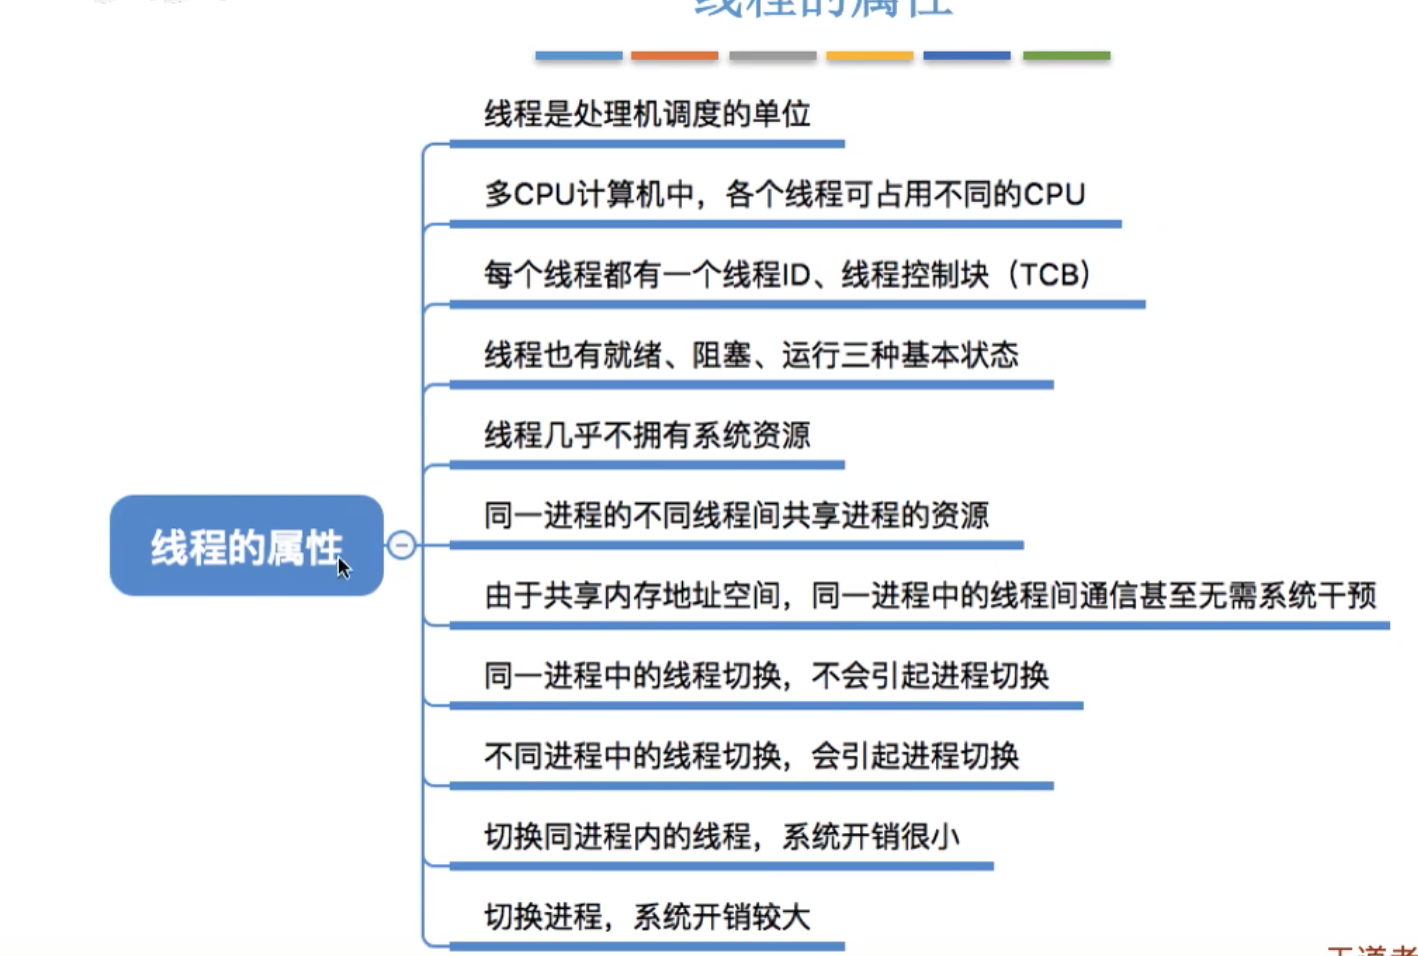 线程的属性
线程是处理机调度的单位
多CPU计算机中，各个线程可占用不同的CPU
每个线程都有一个线程ID、线程控制块（TCB）
线程也有就绪、阻塞、运行三种基本状态
线程几乎不拥有系统资源
同一进程的不同线程间共享进程的资源
线程的属性
由于共享内存地址空间，同一进程中的线程间通信甚至无需系统干预
同一进程中的线程切换，不会引起进程切换
不同进程中的线程切换，会引起进程切换
切换同进程内的线程，系统开销很小
切换进程，系统开销较大